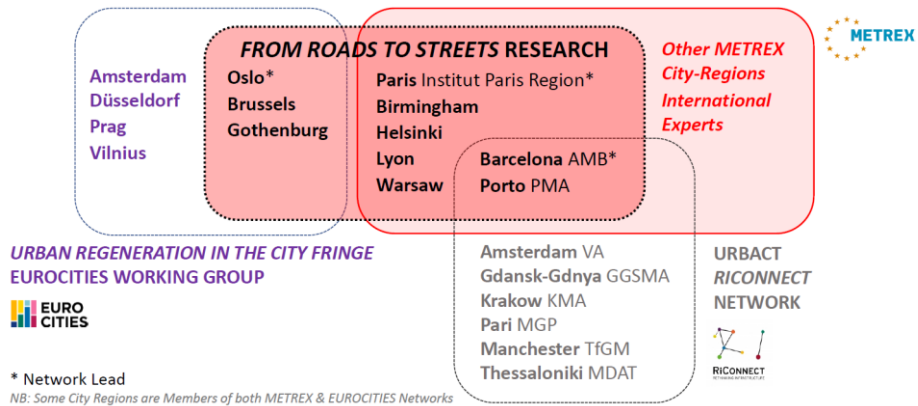 METREX
FROM ROADS TO STREETS RESEARCH
Amsterdam
Düsseldorf
Prag
Vilnius
Oslo*
Brussels
Gothenburg
Paris Institut Paris Region*
Birmingham
Helsinki
Lyon
Warsaw
Barcelona AMB*
Porto PMA
Other METREX
City-Regions
International
Experts
URBAN REGENERATION IN THE CITY FRINGE
EUROCITIES WORKING GROUP
EURO
CITIES
Amsterdam VA
Gdansk-Gdnya GGSMA
Krakow KMA
Pari MGP
Manchester TfGM
Thessaloniki MDAT
URBACT
RICONNECT
NETWORK
RiConnect
RETHINKING INFRASTRUCTURE
* Network Lead
NB: Some City Regions are Members of both METREX & EUROCITIES Networks